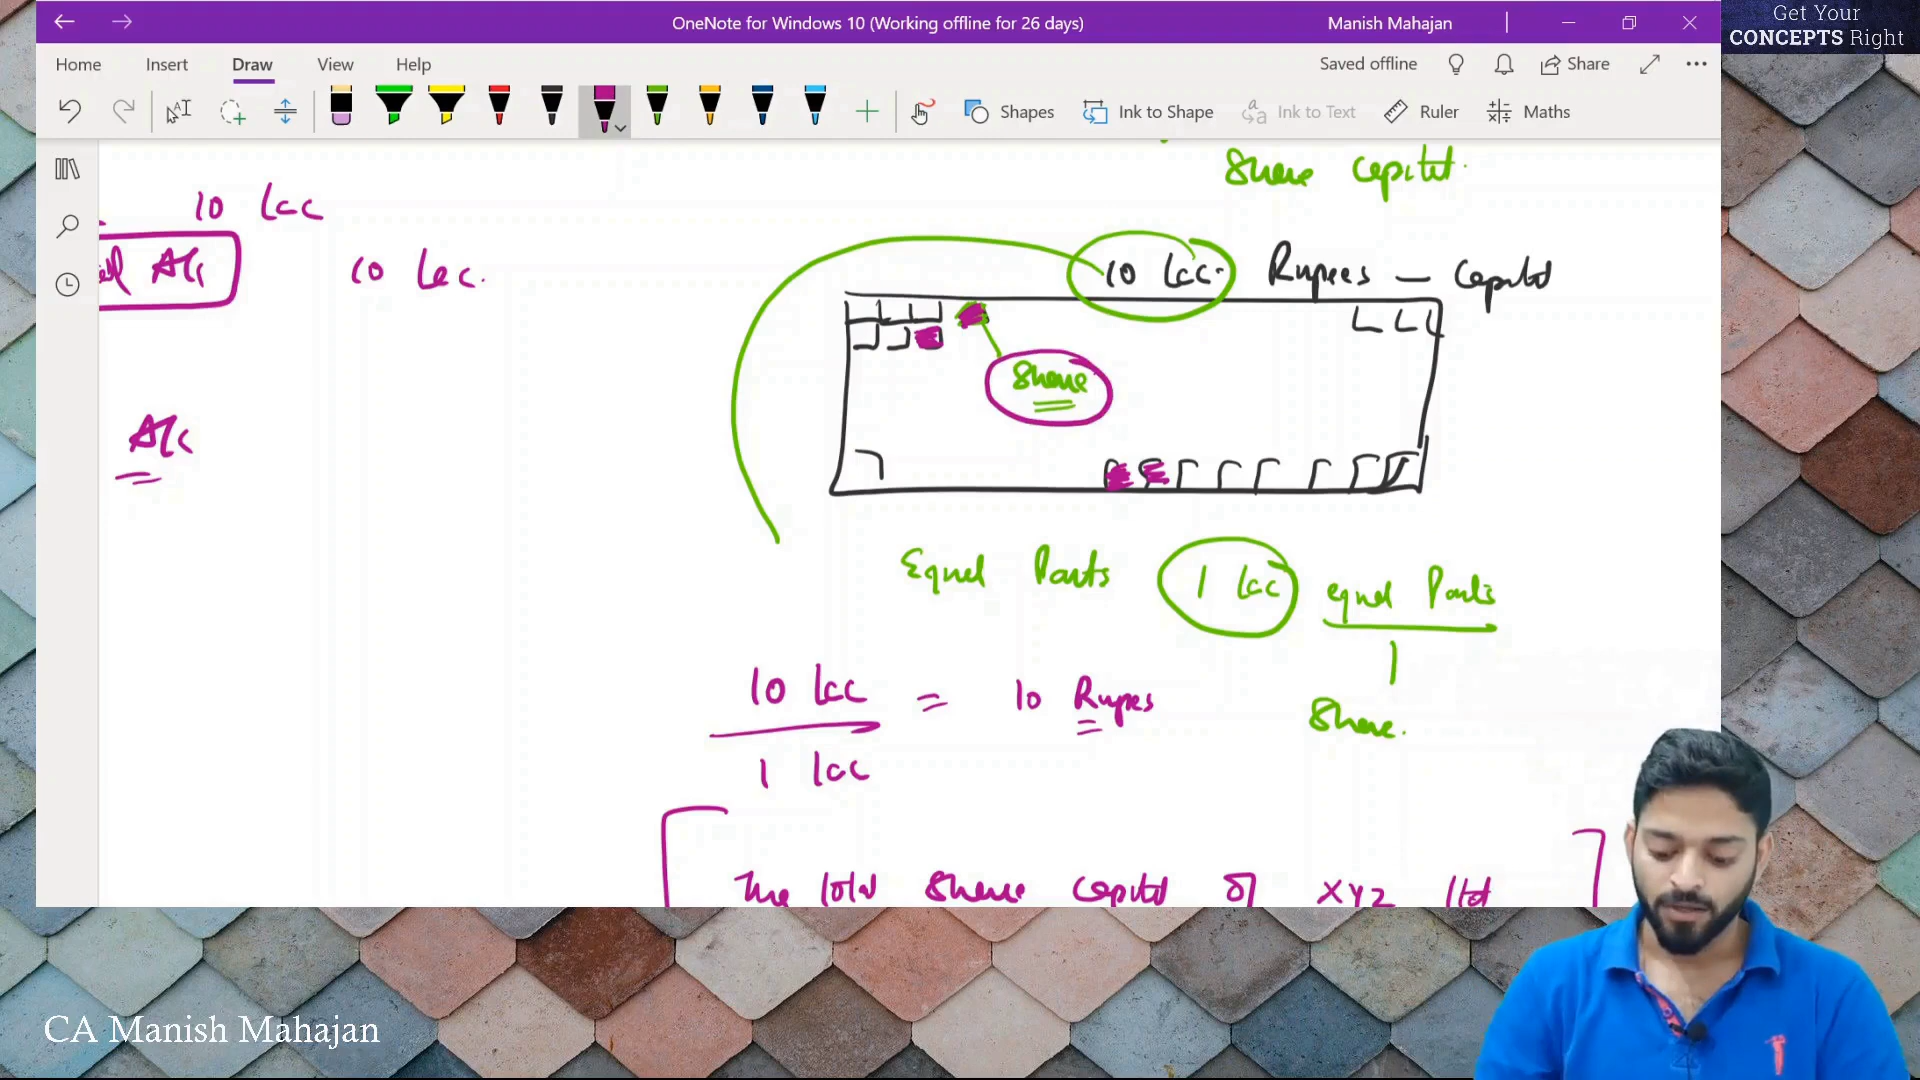 OneNote for Windows 10 (Working offline for 26 days)
Manish Mahajan
Get Your
CONCEPTS Right
Home Insert Draw View Help
Saved offline
Share
Shapes
Ink to Shape
Ink to Text
Ruler
Maths
Share Capital.
10 Lac
A/c
10 Lac.
10 Lac. Rupees - Capital
Share
A/c
Equal Parts 1 Lac equal Parts
10 Lac
1 Lac
= 10 Rupees
Share.
The total Share Capital of XYZ ltd
CA Manish Mahajan